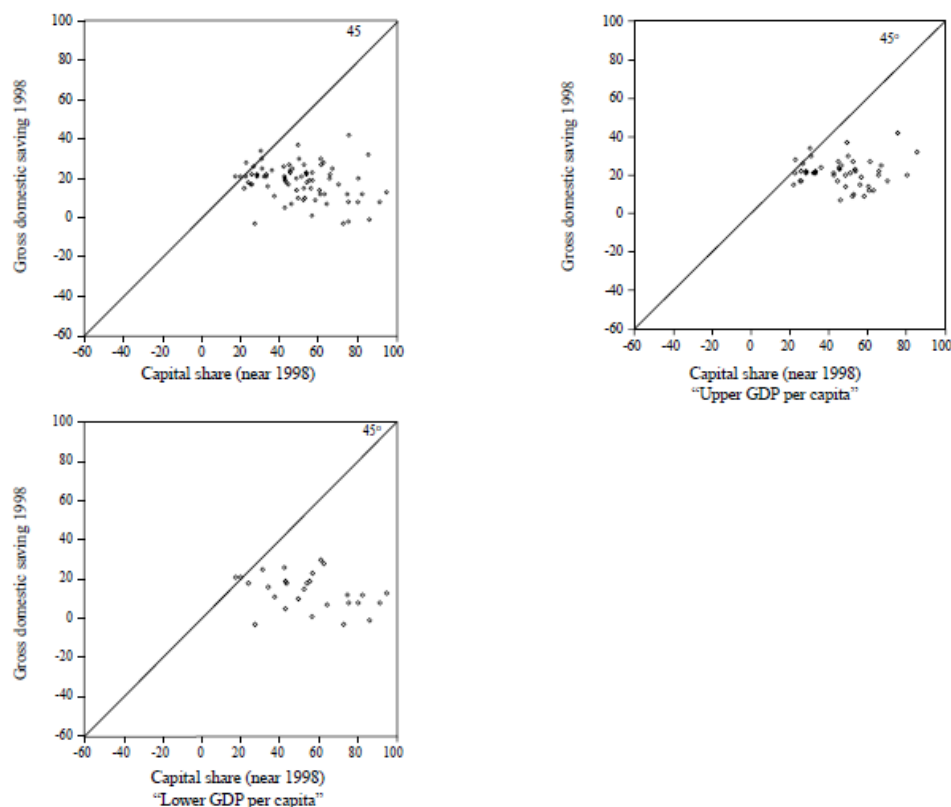 45
100
80
60
40
20
0
-20
-40
-60
Gross domestic saving 1998
-60 -40 -20 0 20 40 60 80 100
Capital share (near 1998)
45º
100
80
60
40
20
0
-20
-40
-60
Gross domestic saving 1998
-60 -40 -20 0 20 40 60 80 100
Capital share (near 1998)
“Upper GDP per capita”
45º
100
80
60
40
20
0
-20
-40
-60
Gross domestic saving 1998
-60 -40 -20 0 20 40 60 80 100
Capital share (near 1998)
“Lower GDP per capita”